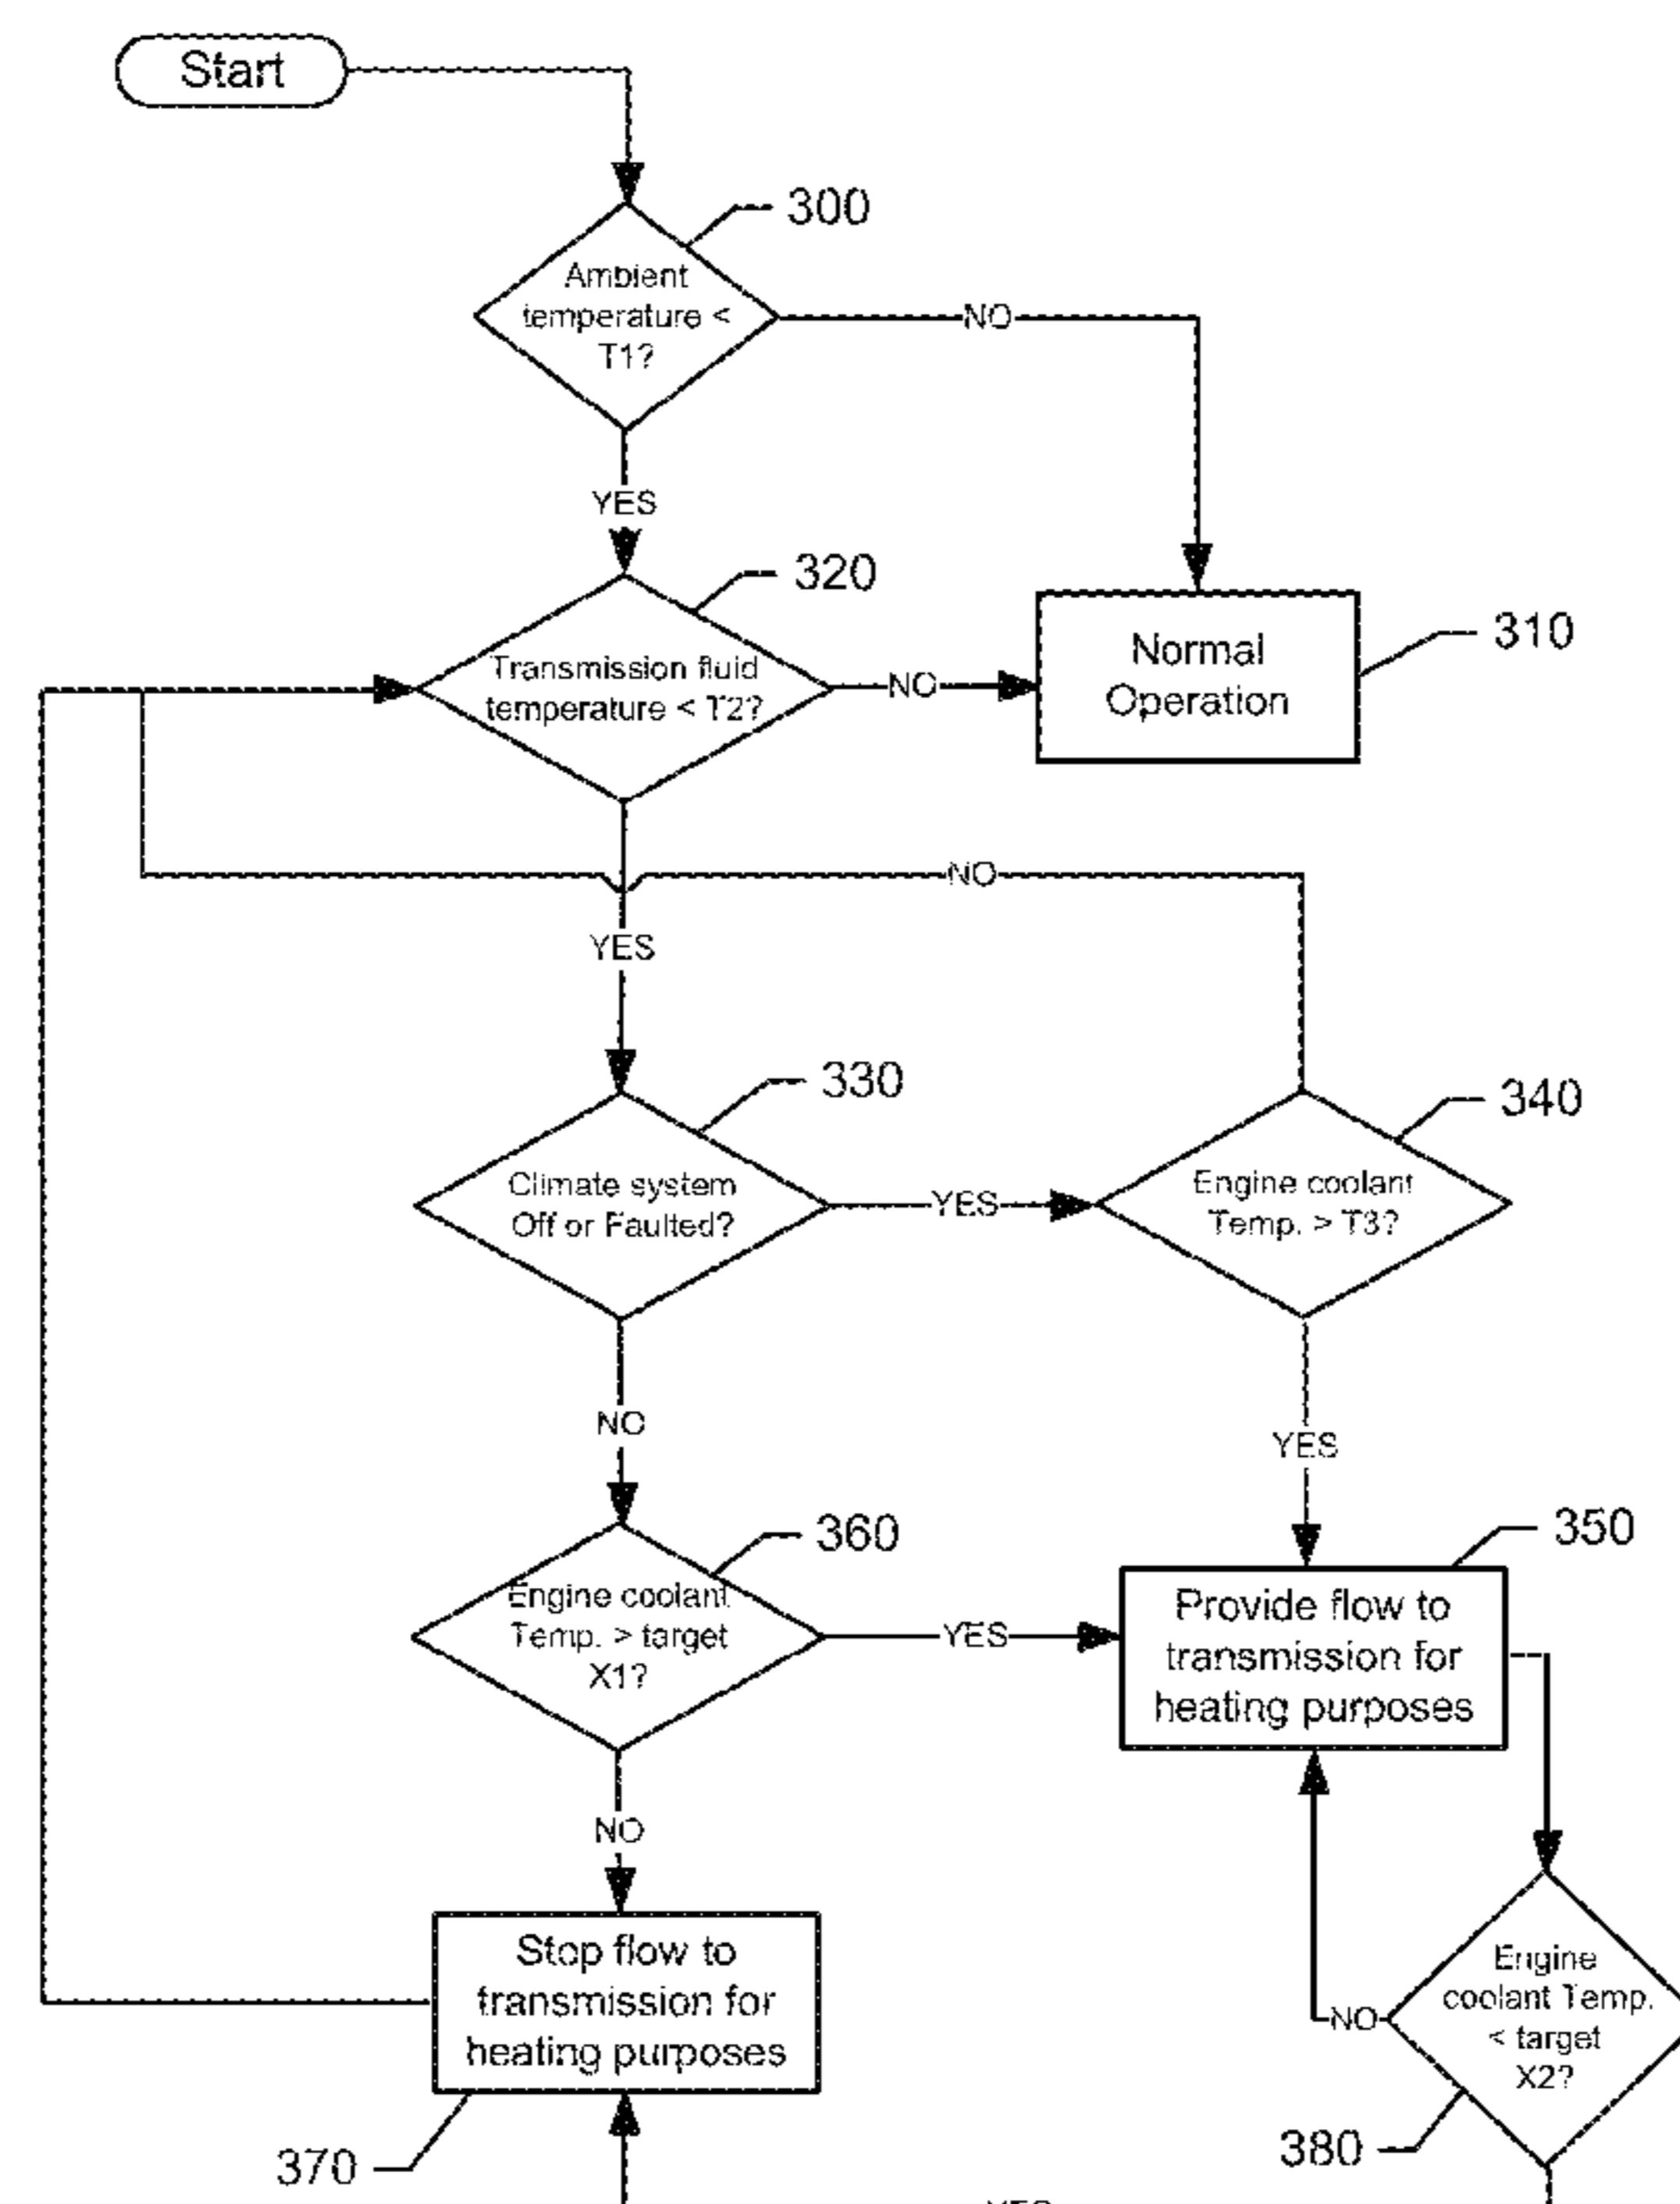 Start
300
Ambient
temperature <
T1?
NO
YES
320
Transmission fluid
temperature < T2?
NO
310
Normal
Operation
NO
YES
330
Climate system
Off or Faulted?
YES
340
Engine coolant
Temp. > T3?
NO
YES
360
Engine coolant
Temp. > target
X1?
YES
350
Provide flow to
transmission for
heating purposes
NO
Stop flow to
transmission for
heating purposes
370
NO
Engine
coolant Temp.
< target
X2?
380
YES